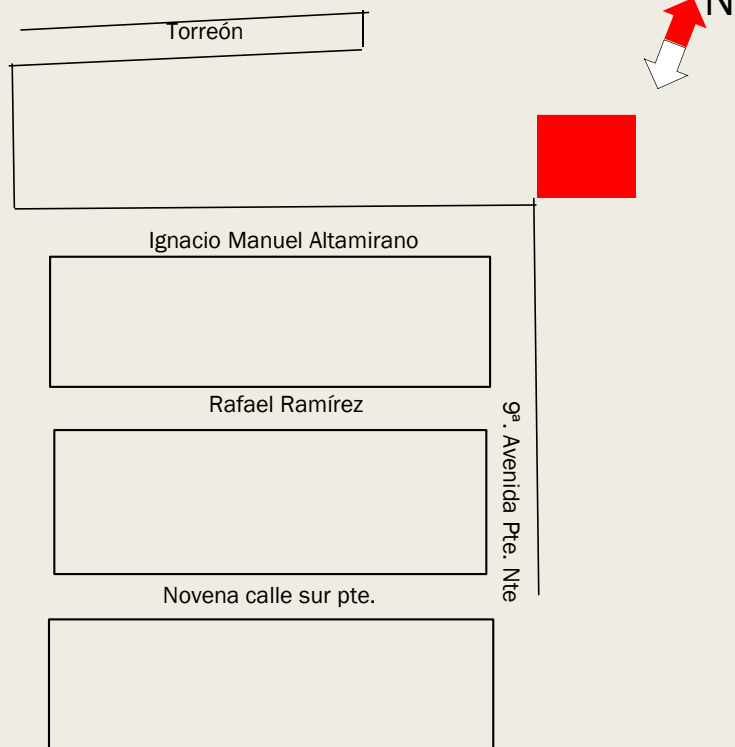 N
Torreón
Ignacio Manuel Altamirano
Rafael Ramírez
9ª. Avenida Pte. Nte
Novena calle sur pte.